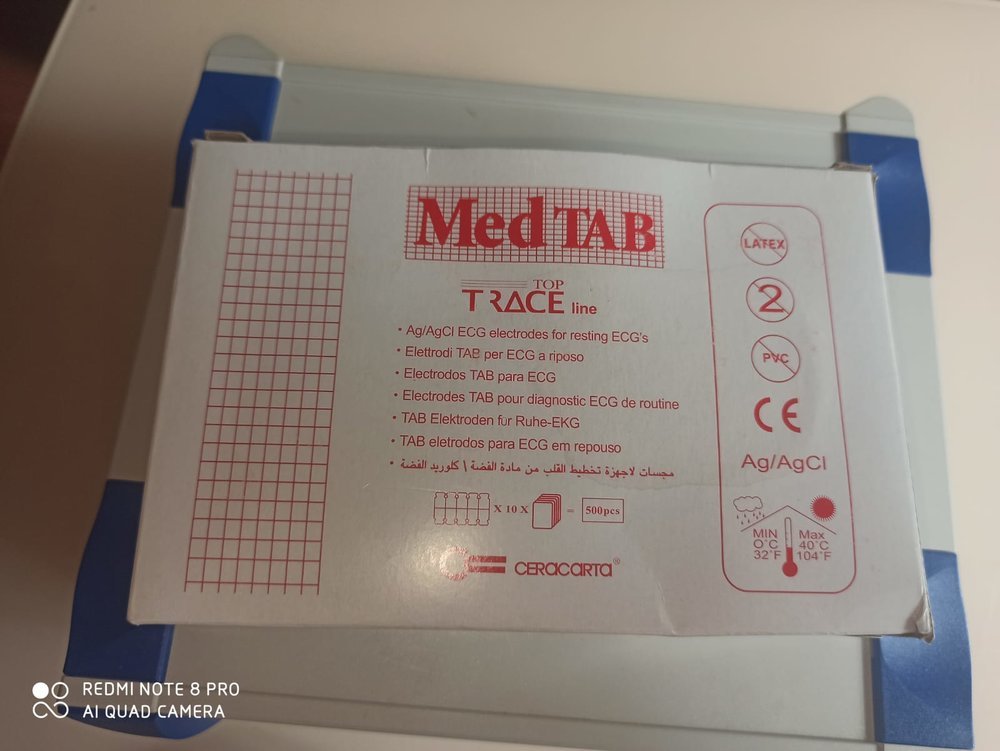 Med TAB
TOP
TRACE line
• Ag/AgCl ECG electrodes for resting ECG's
• Elettrodi TAB per ECG a riposo
• Electrodos TAB para ECG
• Electrodes TAB pour diagnostic ECG de routine
• TAB Elektroden fur Ruhe-EKG
• TAB eletrodos para ECG em repouso
• مجسات لاجهزة تخطيط القلب من مادة الفضة \ كلوريد الفضة
X 10 X = 500pcs
CERACARTA®
LATEX
2
PVC
CE
Ag/AgCl
MIN
O°C
32°F
Max
40°C
104°F
REDMI NOTE 8 PRO
AI QUAD CAMERA